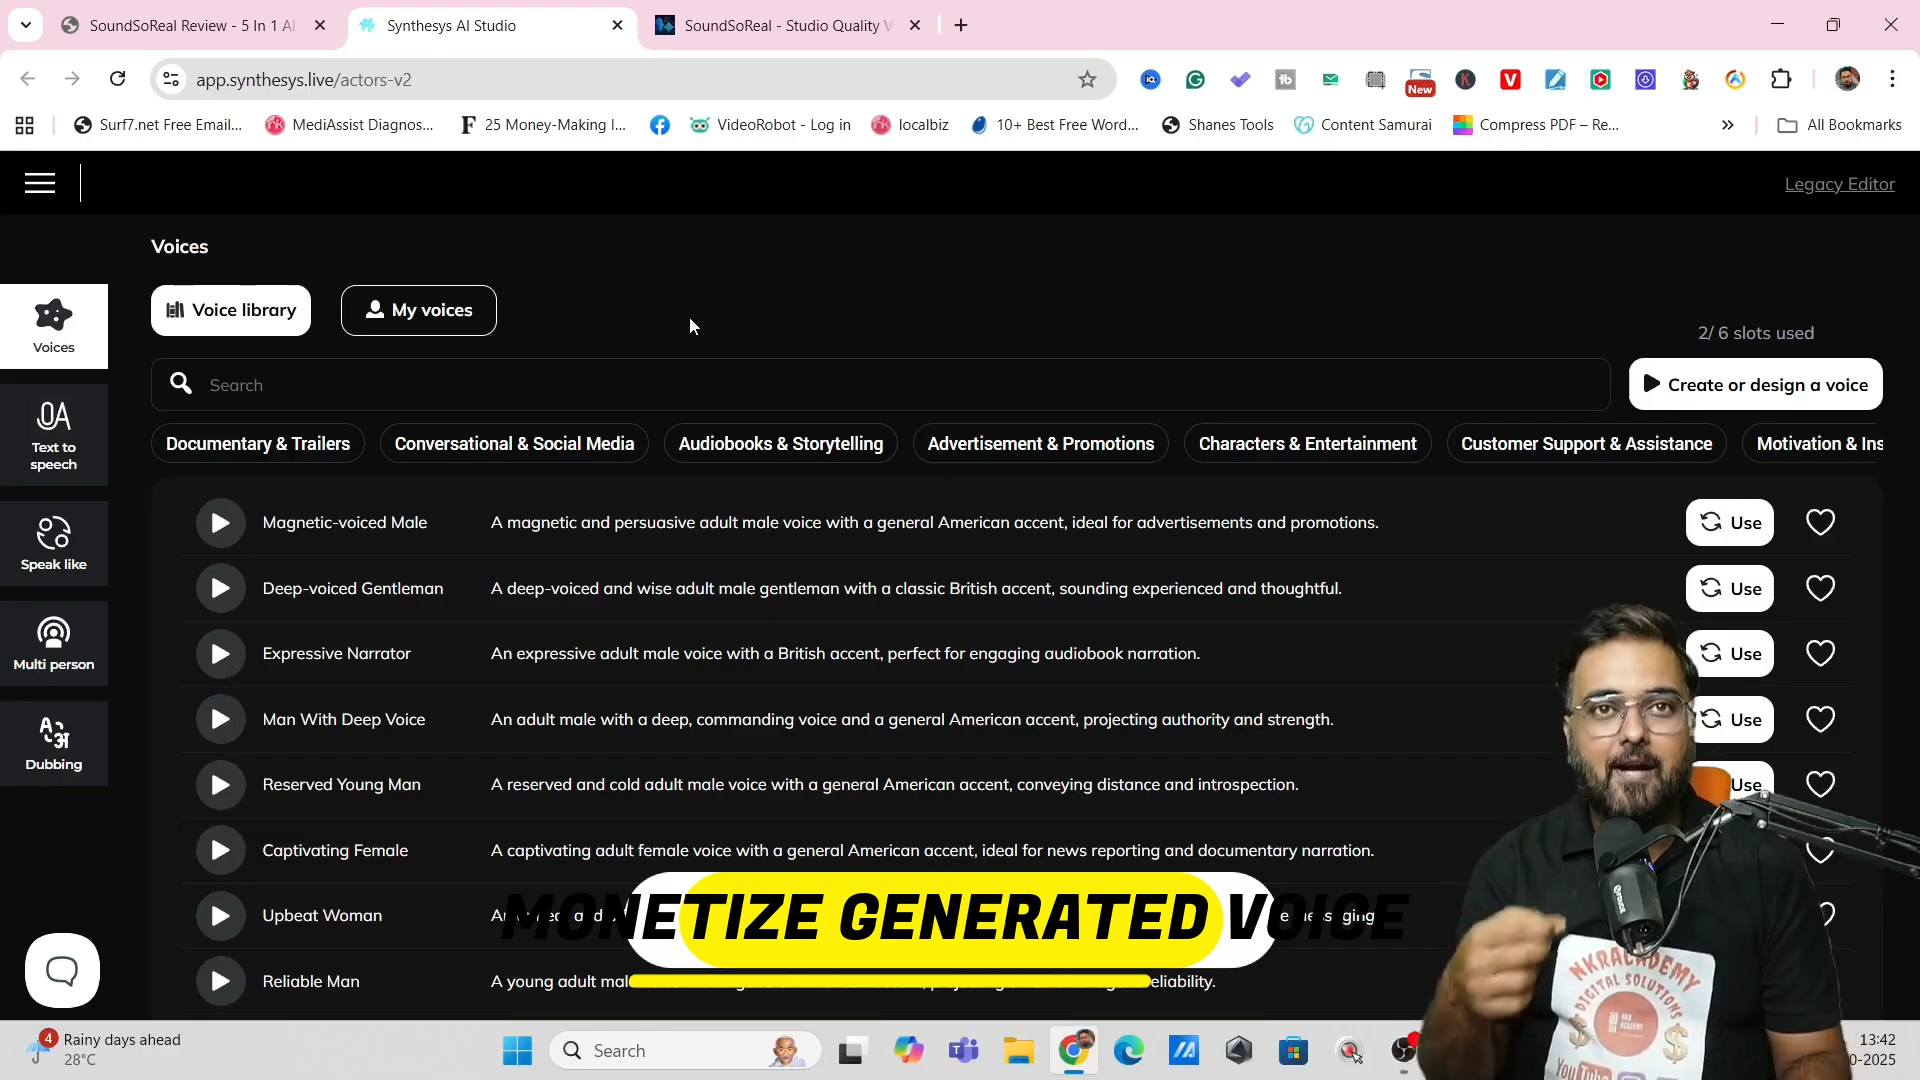 SoundSoReal Review - 5 In 1 AI
Synthesys AI Studio
SoundSoReal - Studio Quality V
app.synthesys.live/actors-v2
New
Surf7.net Free Email...
MediAssist Diagnos...
25 Money-Making I...
VideoRobot - Log in
localbiz
10+ Best Free Word...
Shanes Tools
Content Samurai
Compress PDF – Re...
All Bookmarks
Legacy Editor
Voices
Voice library
My voices
2/ 6 slots used
Search
Create or design a voice
Documentary & Trailers
Conversational & Social Media
Audiobooks & Storytelling
Advertisement & Promotions
Characters & Entertainment
Customer Support & Assistance
Motivation & Ins
Voices
Text to
speech
Speak like
Multi person
Dubbing
Magnetic-voiced Male
A magnetic and persuasive adult male voice with a general American accent, ideal for advertisements and promotions.
Use
Deep-voiced Gentleman
A deep-voiced and wise adult male gentleman with a classic British accent, sounding experienced and thoughtful.
Use
Expressive Narrator
An expressive adult male voice with a British accent, perfect for engaging audiobook narration.
Use
Man With Deep Voice
An adult male with a deep, commanding voice and a general American accent, projecting authority and strength.
Use
Reserved Young Man
A reserved and cold adult male voice with a general American accent, conveying distance and introspection.
Use
Captivating Female
A captivating adult female voice with a general American accent, ideal for news reporting and documentary narration.
Upbeat Woman
MONETIZE GENERATED VOICE
Reliable Man
A young adult mal
eliability.
NKRACADEMY
DIGITAL SOLUTIONS
NKR
ACADEMY
YouTube
4
Rainy days ahead
28°C
Search
13:42
0-2025